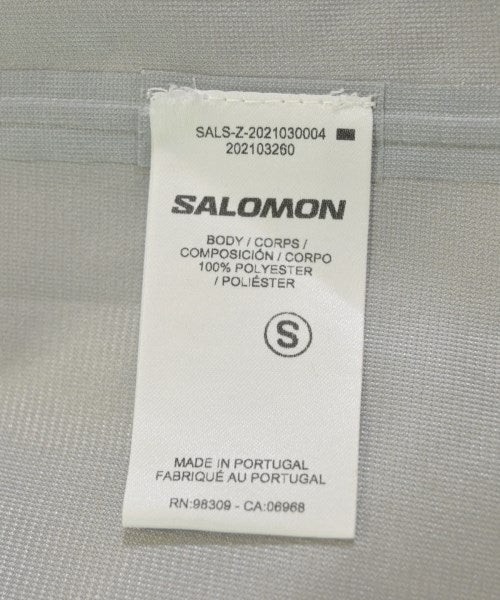 SALS-Z-2021030004
202103260
SALOMON
BODY / CORPS /
COMPOSICIÓN / CORPO
100% POLYESTER
/ POLIÉSTER
S
MADE IN PORTUGAL
FABRIQUÉ AU PORTUGAL
RN:98309 - CA:06968